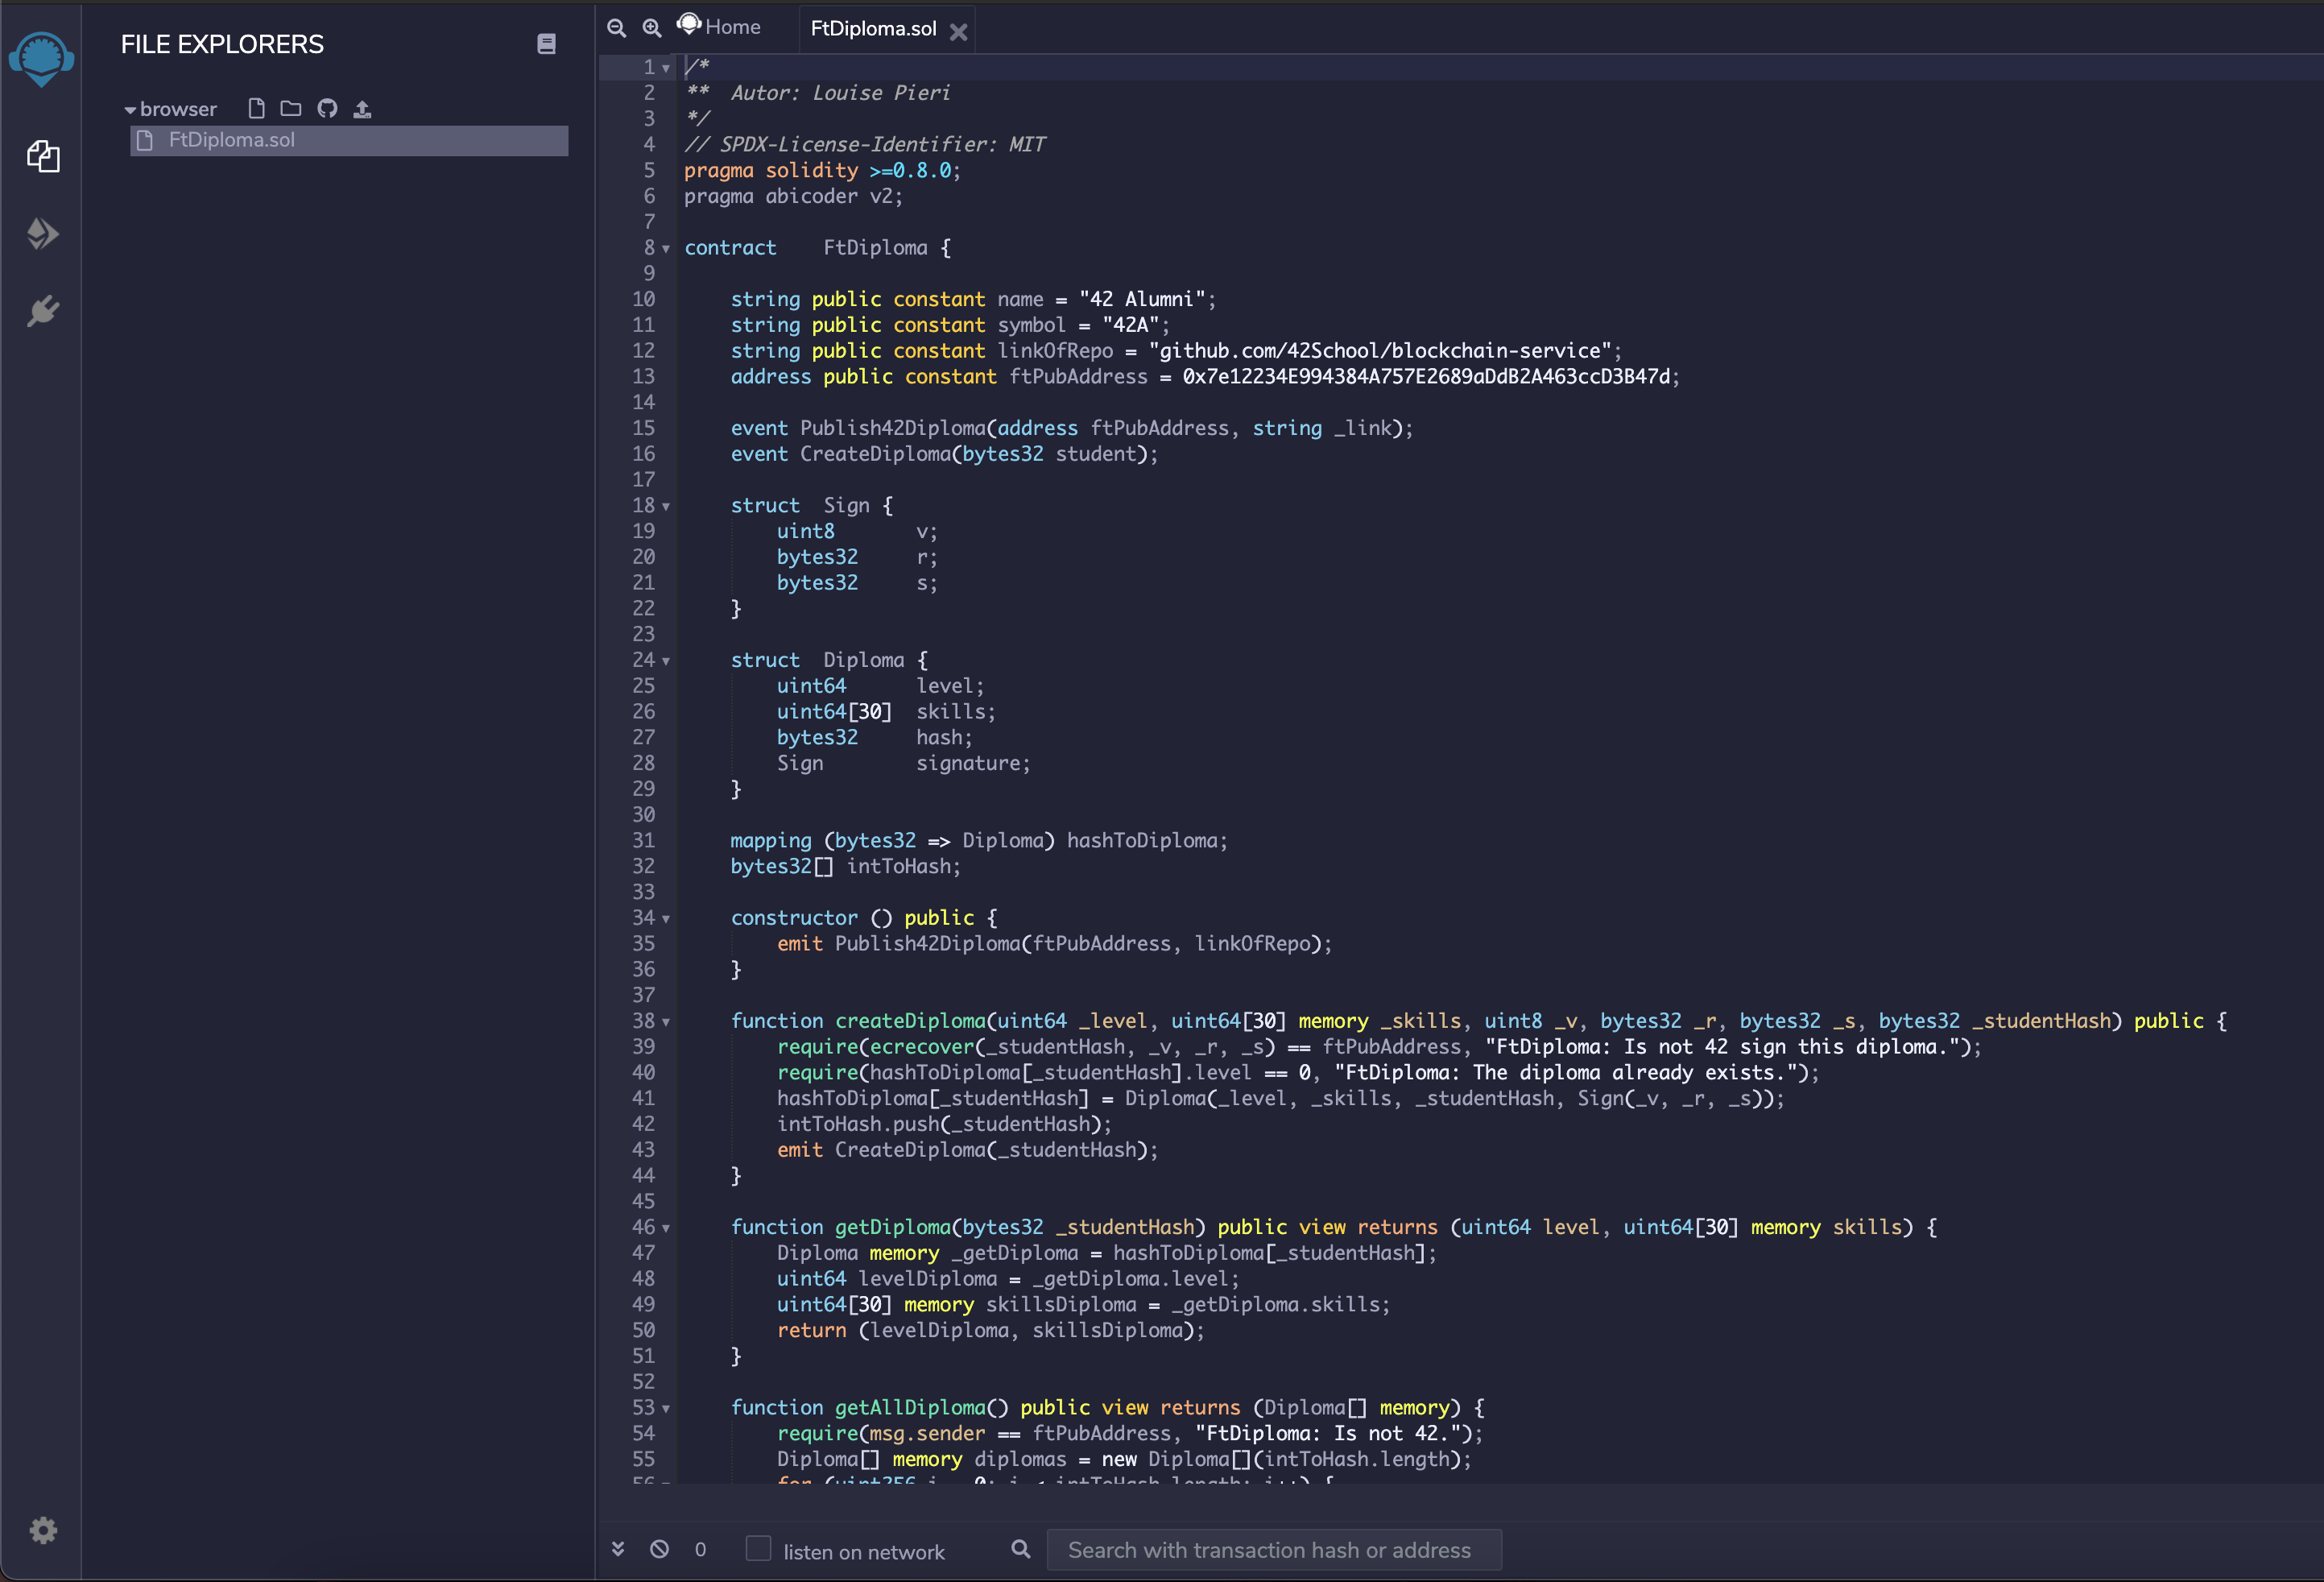 FILE EXPLORERS
browser
FtDiploma.sol
Home
FtDiploma.sol
1 /*
2 **  Autor: Louise Pieri
3 */
4 // SPDX-License-Identifier: MIT
5 pragma solidity >=0.8.0;
6 pragma abicoder v2;
7
8 contract    FtDiploma {
9
10     string public constant name = "42 Alumni";
11     string public constant symbol = "42A";
12     string public constant linkOfRepo = "github.com/42School/blockchain-service";
13     address public constant ftPubAddress = 0x7e12234E994384A757E2689aDdB2A463ccD3B47d;
14
15     event Publish42Diploma(address ftPubAddress, string _link);
16     event CreateDiploma(bytes32 student);
17
18     struct  Sign {
19         uint8       v;
20         bytes32     r;
21         bytes32     s;
22     }
23
24     struct  Diploma {
25         uint64      level;
26         uint64[30]  skills;
27         bytes32     hash;
28         Sign        signature;
29     }
30
31     mapping (bytes32 => Diploma) hashToDiploma;
32     bytes32[] intToHash;
33
34     constructor () public {
35         emit Publish42Diploma(ftPubAddress, linkOfRepo);
36     }
37
38     function createDiploma(uint64 _level, uint64[30] memory _skills, uint8 _v, bytes32 _r, bytes32 _s, bytes32 _studentHash) public {
39         require(ecrecover(_studentHash, _v, _r, _s) == ftPubAddress, "FtDiploma: Is not 42 sign this diploma.");
40         require(hashToDiploma[_studentHash].level == 0, "FtDiploma: The diploma already exists.");
41         hashToDiploma[_studentHash] = Diploma(_level, _skills, _studentHash, Sign(_v, _r, _s));
42         intToHash.push(_studentHash);
43         emit CreateDiploma(_studentHash);
44     }
45
46     function getDiploma(bytes32 _studentHash) public view returns (uint64 level, uint64[30] memory skills) {
47         Diploma memory _getDiploma = hashToDiploma[_studentHash];
48         uint64 levelDiploma = _getDiploma.level;
49         uint64[30] memory skillsDiploma = _getDiploma.skills;
50         return (levelDiploma, skillsDiploma);
51     }
52
53     function getAllDiploma() public view returns (Diploma[] memory) {
54         require(msg.sender == ftPubAddress, "FtDiploma: Is not 42.");
55         Diploma[] memory diplomas = new Diploma[](intToHash.length);
56         for (uint256 i = 0; i < intToHash.length; i++) {
0
listen on network
Search with transaction hash or address